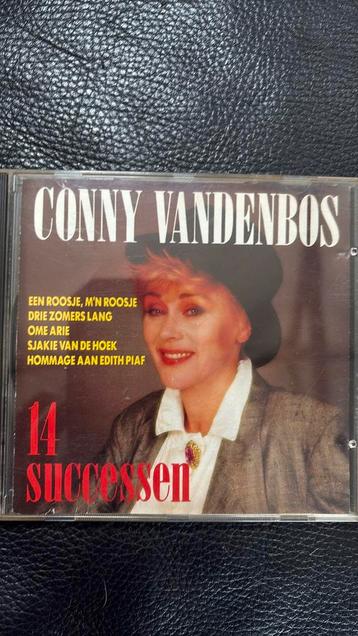 CONNY VANDENBOS
EEN ROOSJE, M'N ROOSJE
DRIE ZOMERS LANG
OME ARIE
SJAKIE VAN DE HOEK
HOMMAGE AAN EDITH PIAF
14
successen